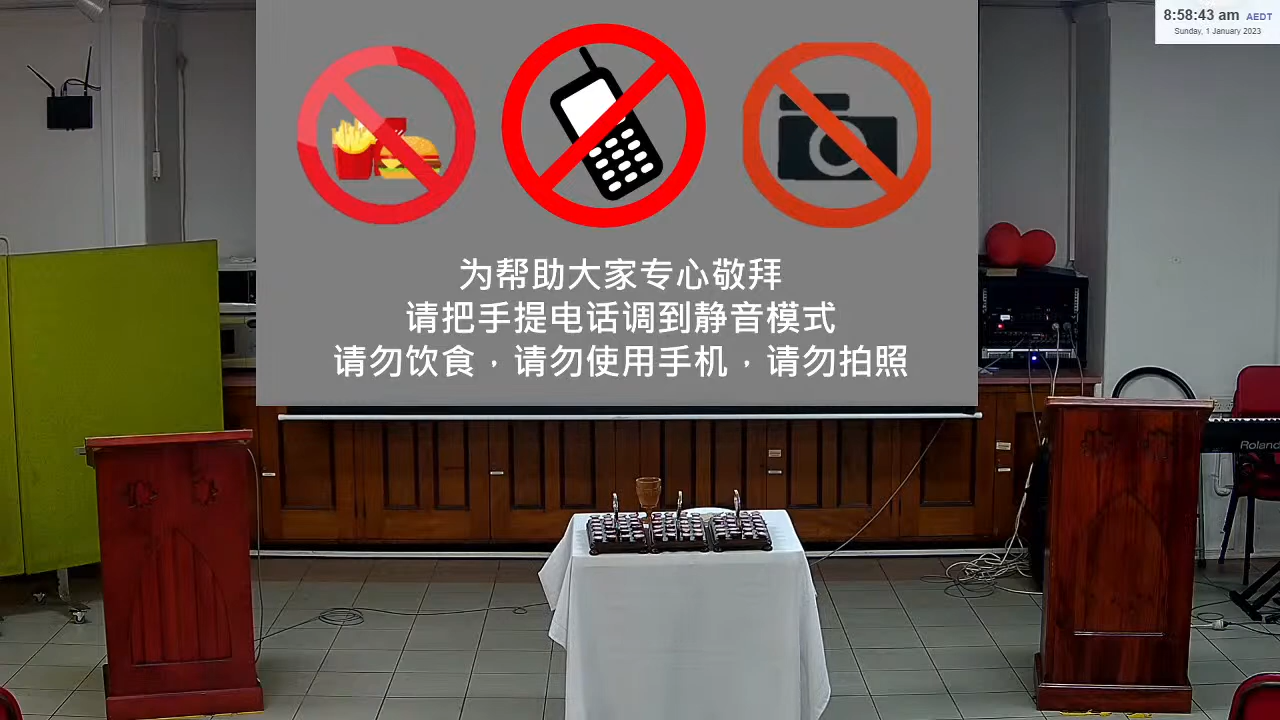 8:58:43 am AEDT
Sunday, 1 January 2023
为帮助大家专心敬拜
请把手提电话调到静音模式
请勿饮食，请勿使用手机，请勿拍照
Roland